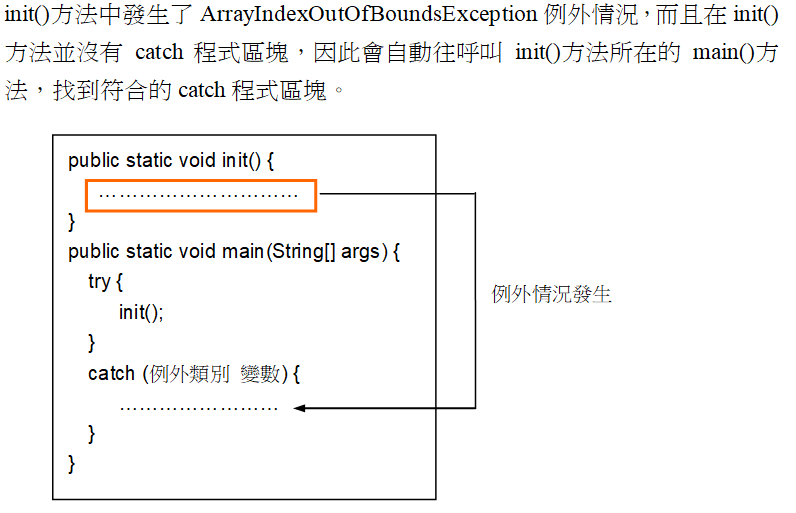 init()方法中發生了 ArrayIndexOutOfBoundsException 例外情況，而且在 init()
方法並沒有 catch 程式區塊，因此會自動往呼叫 init()方法所在的 main()方
法，找到符合的 catch 程式區塊。
public static void init() {
……………………………
}
public static void main(String[] args) {
try {
init();
}
catch (例外類別 變數) {
……………………
}
}
例外情況發生